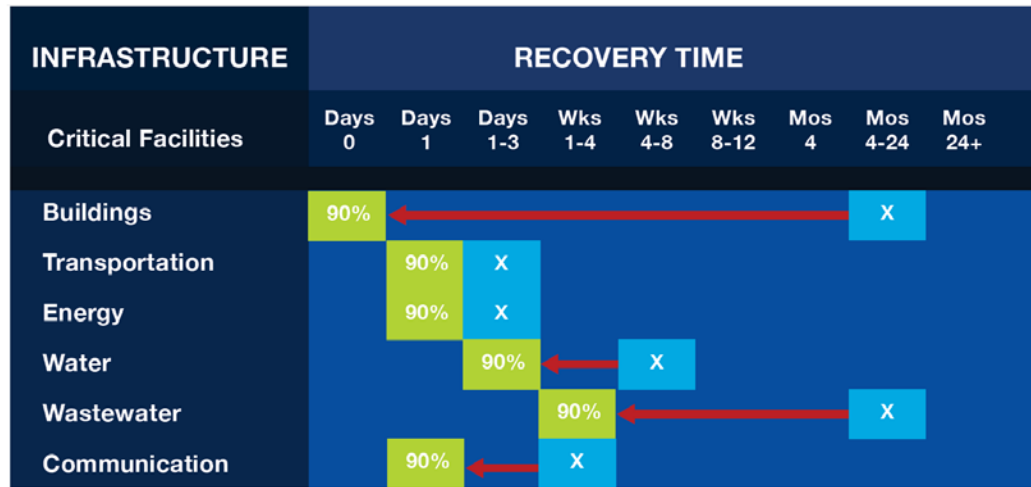 INFRASTRUCTURE RECOVERY TIME
Critical Facilities Days 0 Days 1 Days 1-3 Wks 1-4 Wks 4-8 Wks 8-12 Mos 4 Mos 4-24 Mos 24+
Buildings 90% X
Transportation 90% X
Energy 90% X
Water 90% X
Wastewater 90% X
Communication 90% X